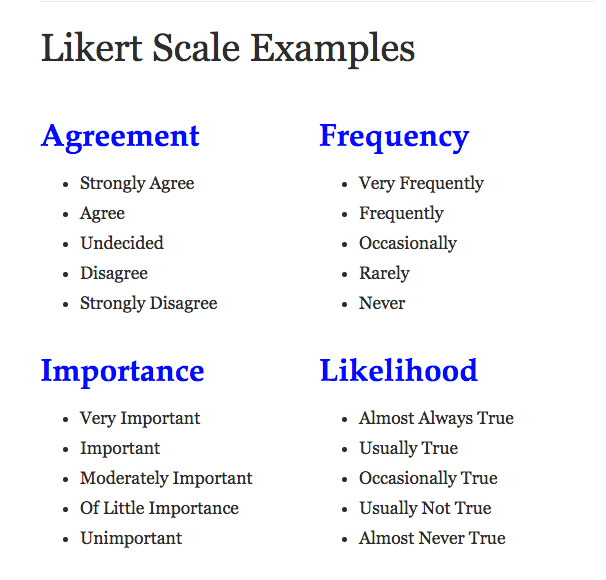 Likert Scale Examples
Agreement
Strongly Agree
Agree
Undecided
Disagree
Strongly Disagree
Frequency
Very Frequently
Frequently
Occasionally
Rarely
Never
Importance
Very Important
Important
Moderately Important
Of Little Importance
Unimportant
Likelihood
Almost Always True
Usually True
Occasionally True
Usually Not True
Almost Never True